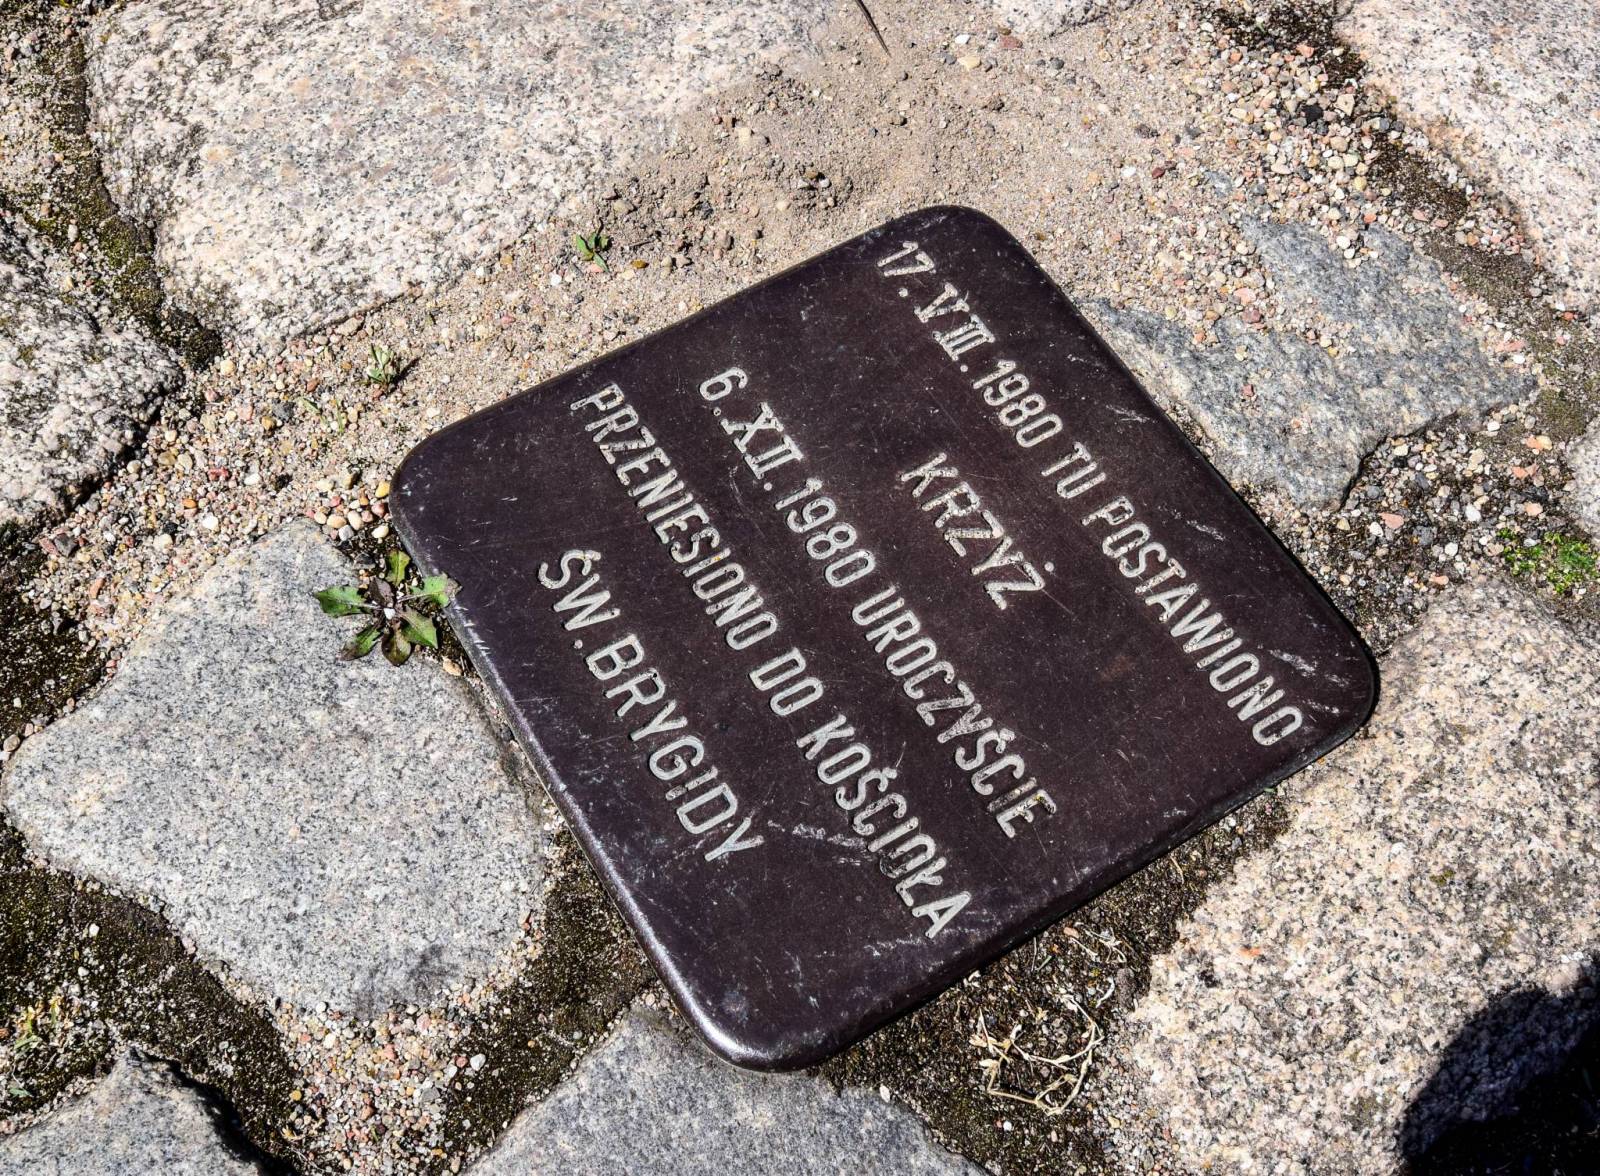 17.VIII.1980 TU POSTAWIONO
KRZYŻ
6.XII.1980 UROCZYŚCIE
PRZENIESIONO DO KOŚCIOŁA
ŚW. BRYGIDY